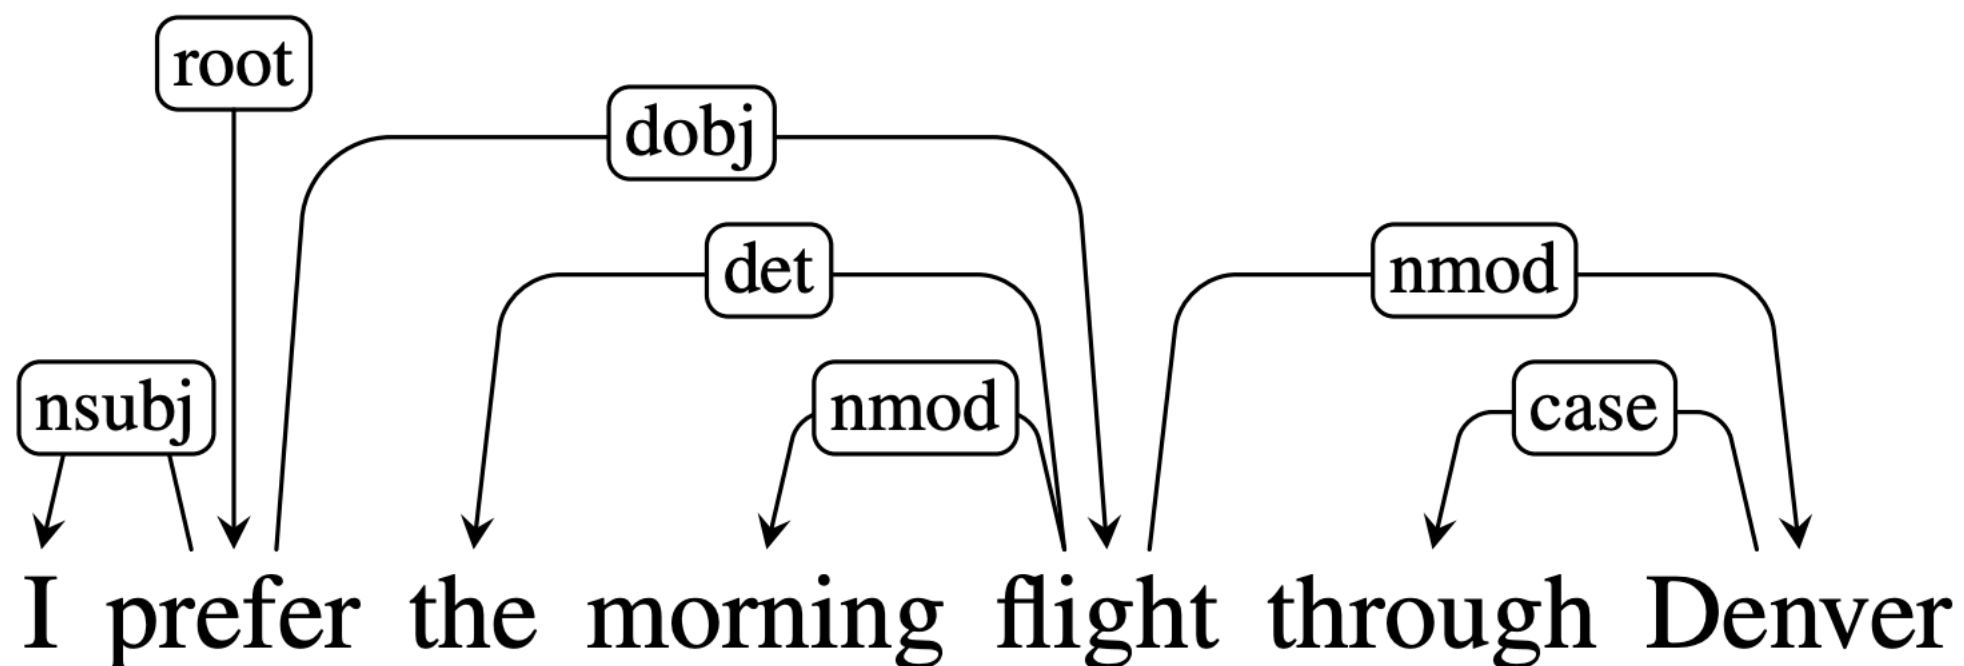 root
dobj
det nmod
nsubj nmod case
I prefer the morning flight through Denver